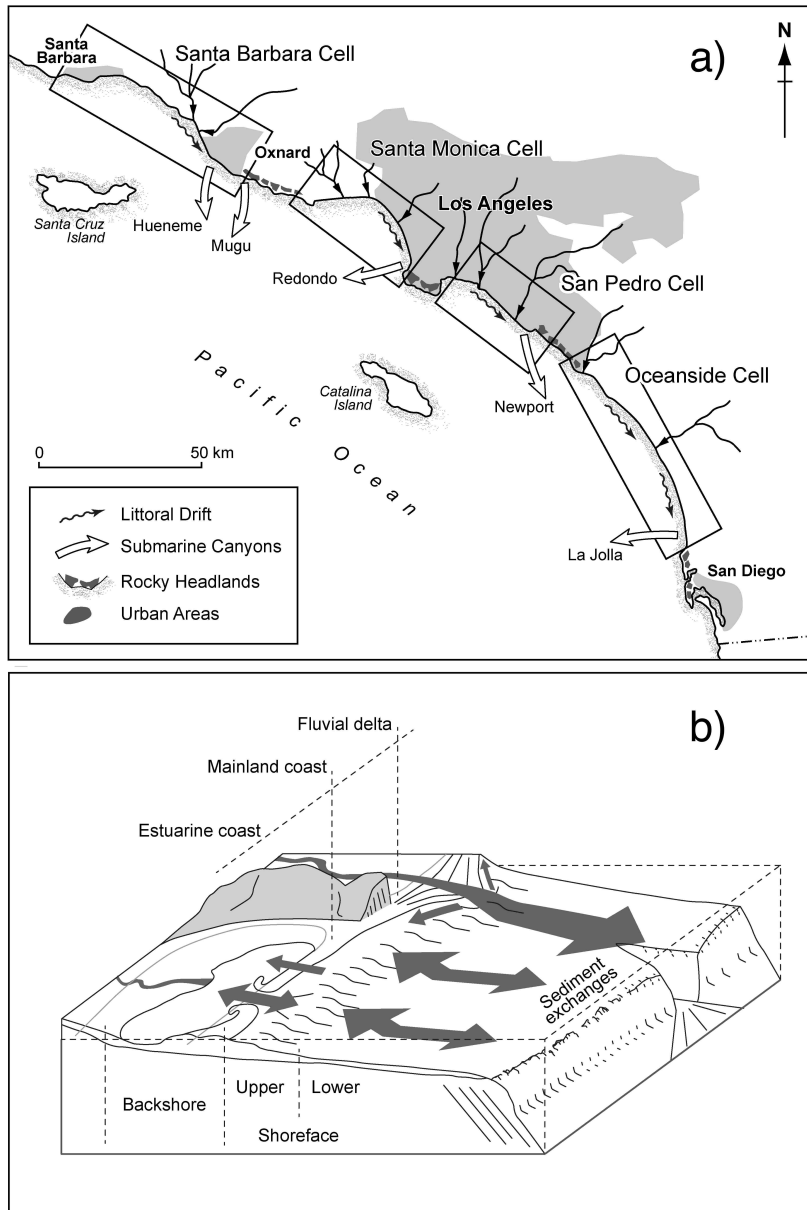 a)
N
Santa
Barbara
Santa Barbara Cell
Oxnard
Santa Monica Cell
Los Angeles
Santa Cruz
Island
Hueneme
Mugu
Redondo
San Pedro Cell
Pacific Ocean
Catalina
Island
Newport
Oceanside Cell
0 50 km
La Jolla
San Diego
Littoral Drift
Submarine Canyons
Rocky Headlands
Urban Areas
b)
Fluvial delta
Mainland coast
Estuarine coast
Sediment
exchanges
Backshore
Upper
Lower
Shoreface